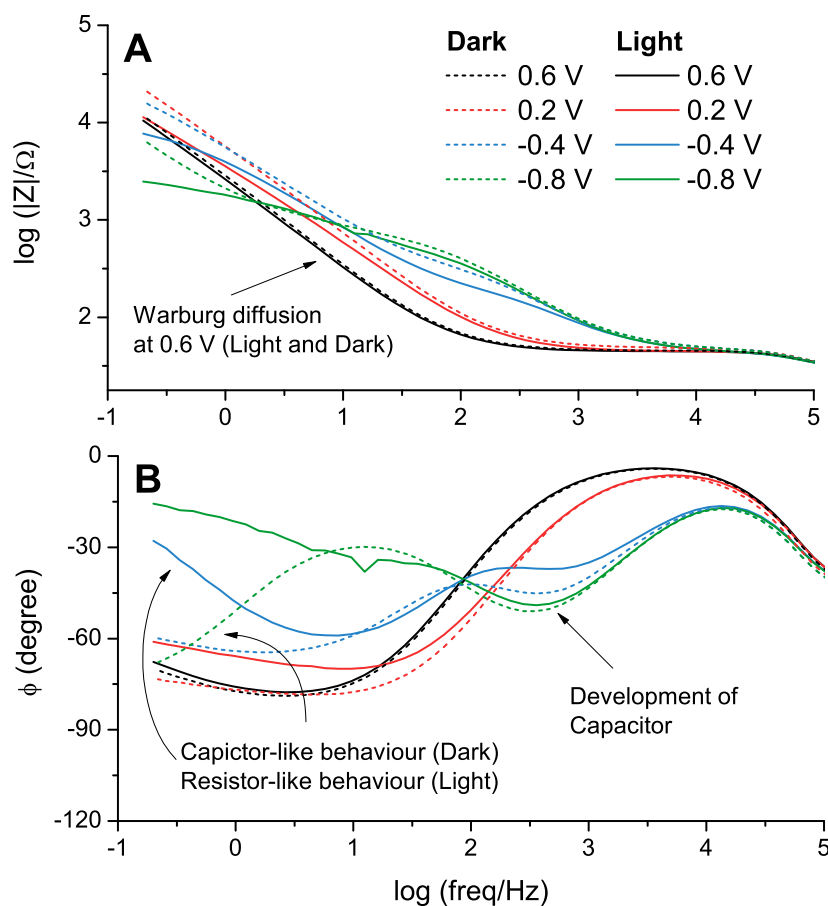 A
Dark Light
0.6 V 0.6 V
0.2 V 0.2 V
-0.4 V -0.4 V
-0.8 V -0.8 V
5
4
3
2
log (|Z|/Ω)
Warburg diffusion
at 0.6 V (Light and Dark)
-1 0 1 2 3 4 5
B
0
-30
-60
-90
-120
ϕ (degree)
Development of
Capacitor
Capictor-like behaviour (Dark)
Resistor-like behaviour (Light)
-1 0 1 2 3 4 5
log (freq/Hz)